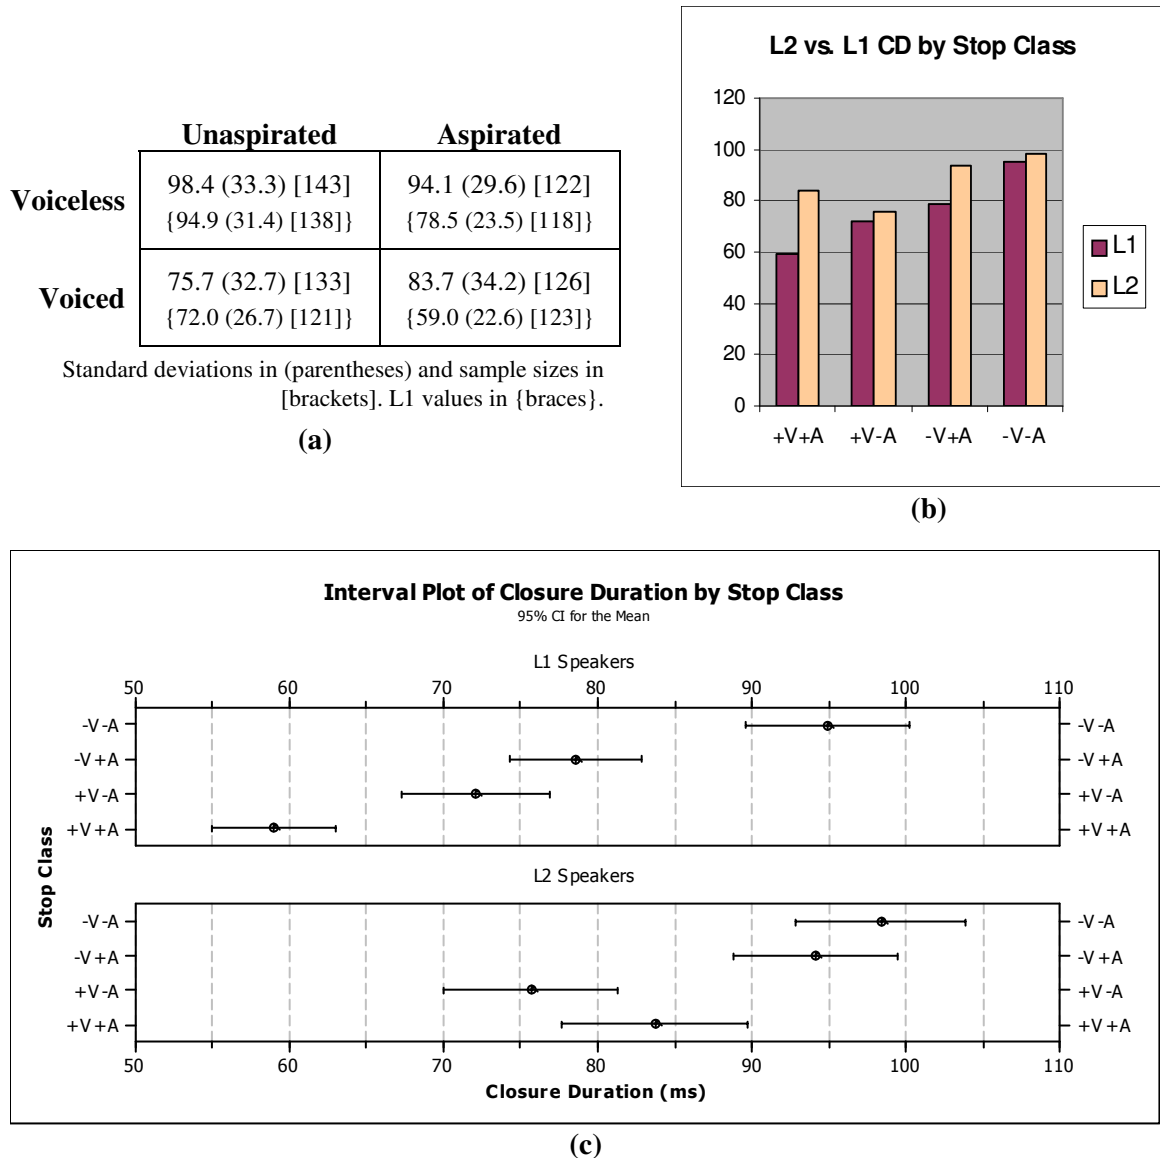 Unaspirated Aspirated
Voiceless 98.4 (33.3) [143] 94.1 (29.6) [122]
{94.9 (31.4) [138]} {78.5 (23.5) [118]}
Voiced 75.7 (32.7) [133] 83.7 (34.2) [126]
{72.0 (26.7) [121]} {59.0 (22.6) [123]}
Standard deviations in (parentheses) and sample sizes in
[brackets]. L1 values in {braces}.
(a)
L2 vs. L1 CD by Stop Class
120
100
80
60
40
20
0
+V+A +V-A -V+A -V-A
L1
L2
(b)
Interval Plot of Closure Duration by Stop Class
95% CI for the Mean
L1 Speakers
50 60 70 80 90 100 110
-V-A -V-A
-V+A -V+A
+V-A +V-A
+V+A +V+A
Stop Class
L2 Speakers
-V-A -V-A
-V+A -V+A
+V-A +V-A
+V+A +V+A
50 60 70 80 90 100 110
Closure Duration (ms)
(c)